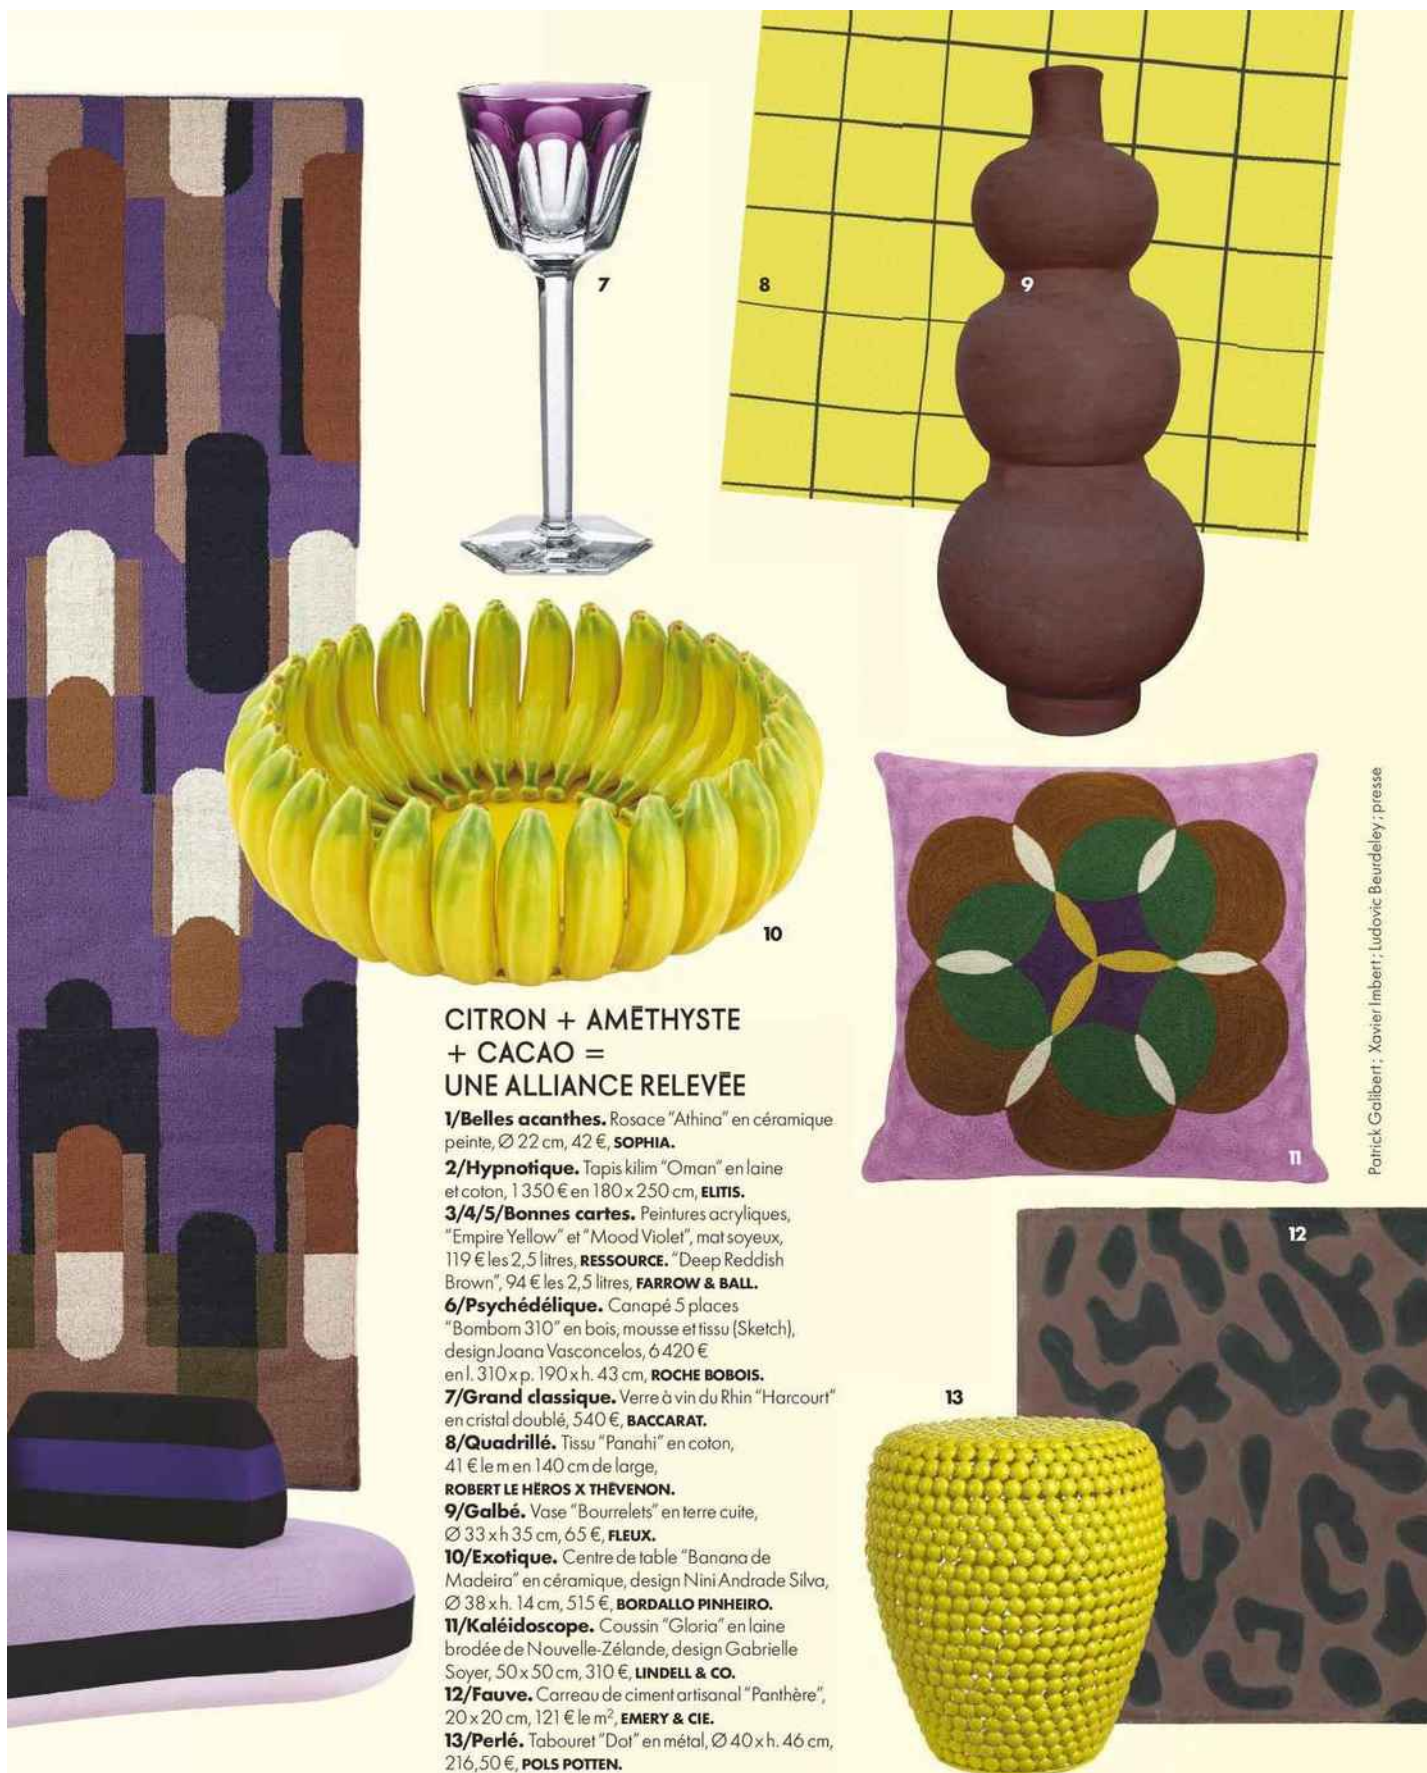 7
8
9
10
CITRON + AMĒTHYSTE
+ CACAO =
UNE ALLIANCE RELEVĒE
1/Belles acanthes. Rosace "Athina" en céramique
peinte, Ø 22 cm, 42 €, SOPHIA.
2/Hypnotique. Tapis kilim "Oman" en laine
et coton, 1 350 € en 180 x 250 cm, ELITIS.
3/4/5/Bonnes cartes. Peintures acryliques,
"Empire Yellow" et "Mood Violet", mat soyeux,
119 € les 2,5 litres, RESSOURCE. "Deep Reddish
Brown", 94 € les 2,5 litres, FARROW & BALL.
6/Psychédélique. Canapé 5 places
"Bombom 310" en bois, mousse et tissu (Sketch),
design Joana Vasconcelos, 6 420 €
en l. 310 x p. 190 x h. 43 cm, ROCHE BOBOIS.
7/Grand classique. Verre à vin du Rhin "Harcourt"
en cristal doublé, 540 €, BACCARAT.
8/Quadrillé. Tissu "Panahi" en coton,
41 € le m en 140 cm de large,
ROBERT LE HĒROS X THĒVENON.
9/Galbé. Vase "Bourrelets" en terre cuite,
Ø 33 x h 35 cm, 65 €, FLEUX.
10/Exotique. Centre de table "Banana de
Madeira" en céramique, design Nini Andrade Silva,
Ø 38 x h. 14 cm, 515 €, BORDALLO PINHEIRO.
11/Kaléidoscope. Coussin "Gloria" en laine
brodée de Nouvelle-Zélande, design Gabrielle
Soyer, 50 x 50 cm, 310 €, LINDELL & CO.
12/Fauve. Carreau de ciment artisanal "Panthère",
20 x 20 cm, 121 € le m², EMERY & CIE.
13/Perlé. Tabouret "Dot" en métal, Ø 40 x h. 46 cm,
216,50 €, POLS POTTEN.
11
12
13
Patrick Galibert ; Xavier Imbert ; Ludovic Beurdeley ; presse